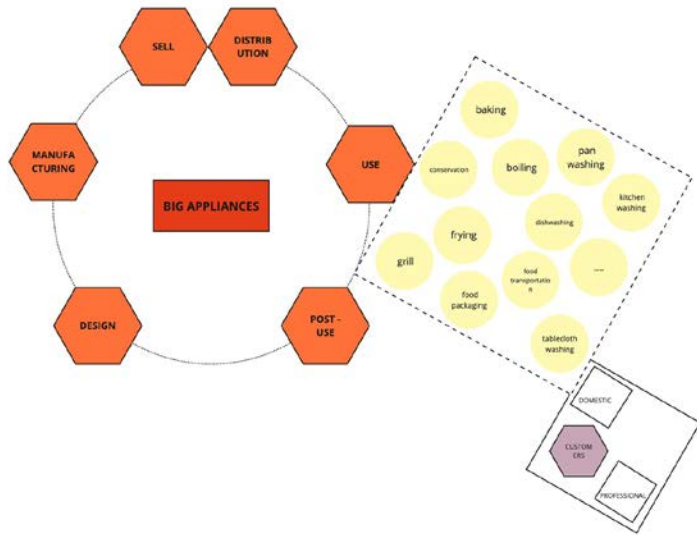 SELL
DISTRIB
UTION
MANUFA
CTURING
USE
BIG APPLIANCES
DESIGN
POST -
USE
baking
conservation
boiling
pan
washing
kitchen
washing
dishwashing
frying
grill
food
transportatio
n
....
food
packaging
tablecloth
washing
DOMESTIC
CUSTOM
ERS
PROFESSIONAL